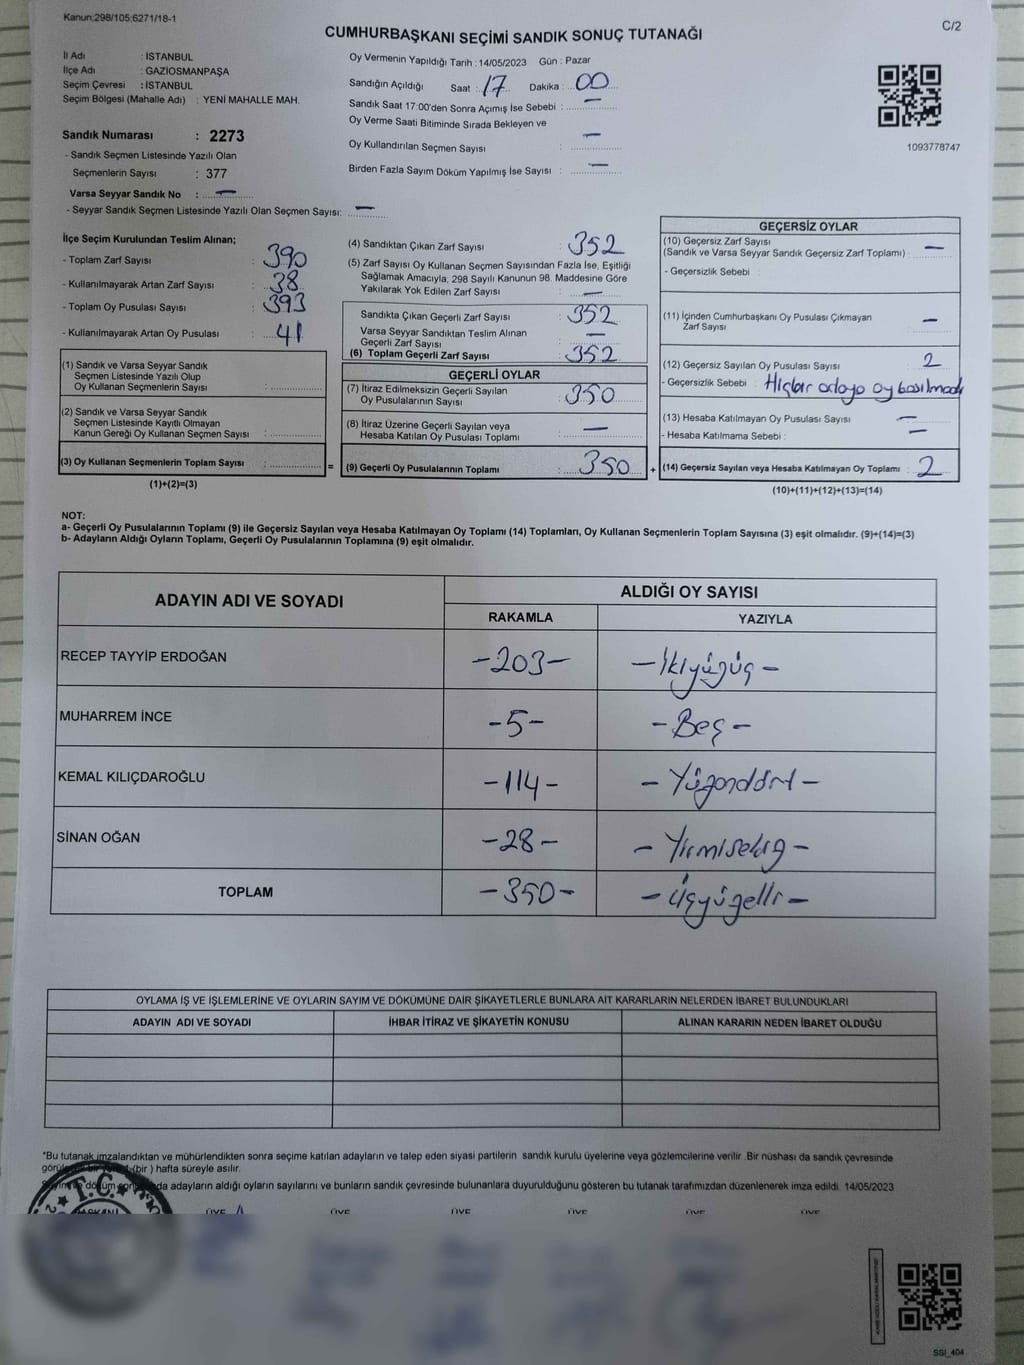 Kanun:298/105,6271/18-1
C/2
CUMHURBAŞKANI SEÇİMİ SANDIK SONUÇ TUTANAĞI
İl Adı : İSTANBUL
İlçe Adı : GAZİOSMANPAŞA
Seçim Çevresi : İSTANBUL
Seçim Bölgesi (Mahalle Adı) : YENİ MAHALLE MAH.
Sandık Numarası : 2273
- Sandık Seçmen Listesinde Yazılı Olan
Seçmenlerin Sayısı : 377
Varsa Seyyar Sandık No : —
- Seyyar Sandık Seçmen Listesinde Yazılı Olan Seçmen Sayısı: —
Oy Vermenin Yapıldığı Tarih : 14/05/2023 Gün : Pazar
Sandığın Açıldığı Saat : 17 Dakika : 00
Sandık Saat 17:00'den Sonra Açımış İse Sebebi : —
Oy Verme Saati Bitiminde Sırada Bekleyen ve
Oy Kullandırılan Seçmen Sayısı : —
Birden Fazla Sayım Döküm Yapılmış İse Sayısı : —
1093778747
İlçe Seçim Kurulundan Teslim Alınan;
- Toplam Zarf Sayısı : 390
- Kullanılmayarak Artan Zarf Sayısı : 38
- Toplam Oy Pusulası Sayısı : 393
- Kullanılmayarak Artan Oy Pusulası : 41
(1) Sandık ve Varsa Seyyar Sandık
Seçmen Listesinde Yazılı Olup
Oy Kullanan Seçmenlerin Sayısı :
(2) Sandık ve Varsa Seyyar Sandık
Seçmen Listesinde Kayıtlı Olmayan
Kanun Gereği Oy Kullanan Seçmen Sayısı :
(3) Oy Kullanan Seçmenlerin Toplam Sayısı : =
(1)+(2)=(3)
(4) Sandıktan Çıkan Zarf Sayısı : 352
(5) Zarf Sayısı Oy Kullanan Seçmen Sayısından Fazla İse, Eşitliği
Sağlamak Amacıyla, 298 Sayılı Kanunun 98. Maddesine Göre
Yakılarak Yok Edilen Zarf Sayısı : —
Sandıkta Çıkan Geçerli Zarf Sayısı : 352
Varsa Seyyar Sandıktan Teslim Alınan
Geçerli Zarf Sayısı : —
(6) Toplam Geçerli Zarf Sayısı : 352
GEÇERLİ OYLAR
(7) İtiraz Edilmeksizin Geçerli Sayılan
Oy Pusulalarının Sayısı : 350
(8) İtiraz Üzerine Geçerli Sayılan veya
Hesaba Katılan Oy Pusulası Toplamı : —
(9) Geçerli Oy Pusulalarının Toplamı : 350 +
GEÇERSİZ OYLAR
(10) Geçersiz Zarf Sayısı
(Sandık ve Varsa Seyyar Sandık Geçersiz Zarf Toplamı) : —
- Geçersizlik Sebebi :
(11) İçinden Cumhurbaşkanı Oy Pusulası Çıkmayan
Zarf Sayısı : —
(12) Geçersiz Sayılan Oy Pusulası Sayısı : 2
- Geçersizlik Sebebi : Hiçbir adaya oy basılmadı
(13) Hesaba Katılmayan Oy Pusulası Sayısı : —
- Hesaba Katılmama Sebebi : —
(14) Geçersiz Sayılan veya Hesaba Katılmayan Oy Toplamı : 2
(10)+(11)+(12)+(13)=(14)
NOT:
a- Geçerli Oy Pusulalarının Toplamı (9) ile Geçersiz Sayılan veya Hesaba Katılmayan Oy Toplamı (14) Toplamları, Oy Kullanan Seçmenlerin Toplam Sayısına (3) eşit olmalıdır. (9)+(14)=(3)
b- Adayların Aldığı Oyların Toplamı, Geçerli Oy Pusulalarının Toplamına (9) eşit olmalıdır.
ADAYIN ADI VE SOYADI ALDIĞI OY SAYISI
RAKAMLA YAZIYLA
RECEP TAYYİP ERDOĞAN -203- -İkiyüzüç-
MUHARREM İNCE -5- -Beş-
KEMAL KILIÇDAROĞLU -114- -Yüzondört-
SİNAN OĞAN -28- -Yirmisekiz-
TOPLAM -350- -Üçyüzelli-
OYLAMA İŞ VE İŞLEMLERİNE VE OYLARIN SAYIM VE DÖKÜMÜNE DAİR ŞİKAYETLERLE BUNLARA AİT KARARLARIN NELERDEN İBARET BULUNDUKLARI
ADAYIN ADI VE SOYADI İHBAR İTİRAZ VE ŞİKAYETİN KONUSU ALINAN KARARIN NEDEN İBARET OLDUĞU
*Bu tutanak imzalandıktan ve mühürlendikten sonra seçime katılan adayların ve talep eden siyasi partilerin sandık kurulu üyelerine veya gözlemcilerine verilir .Bir nüshası da sandık çevresinde
(bir ) hafta süreyle asılır.
adayların aldığı oyların sayılarını ve bunların sandık çevresinde bulunanlara duyurulduğunu gösteren bu tutanak tarafımızdan düzenlenerek imza edildi. 14/05/2023
T.C.
ÜYE ÜYE ÜYE ÜYE ÜYE ÜYE
SSI_404